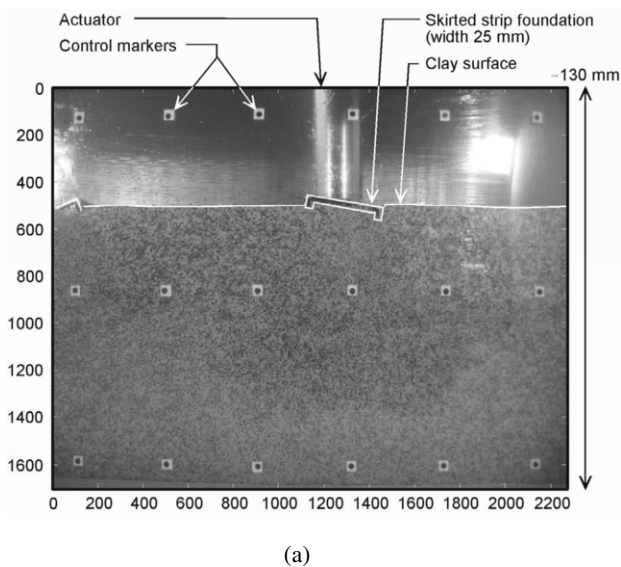 Actuator
Control markers
Skirted strip foundation
(width 25 mm)
Clay surface
~130 mm
0
200
400
500
600
800
1000
1200
1400
1600
0 200 400 600 800 1000 1200 1400 1600 1800 2000 2200
(a)